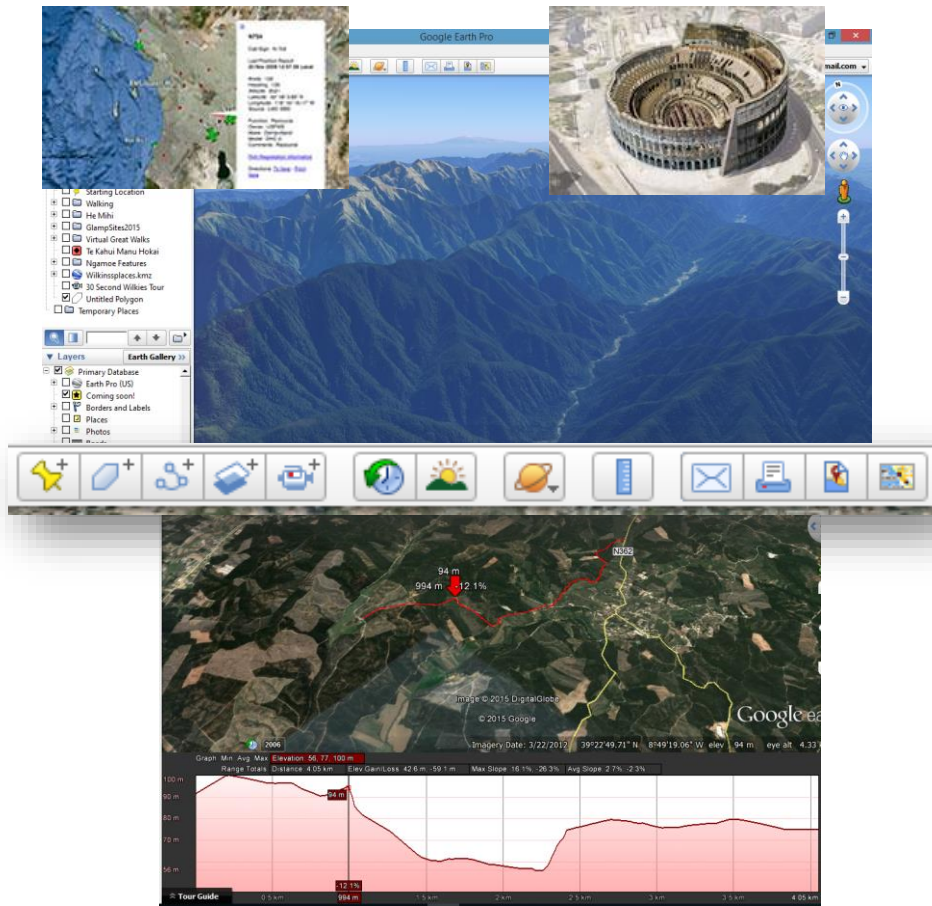 N734
Google Earth Pro
mail.com
N
Starting Location
Walking
He Mihi
GlampSites2015
Virtual Great Walks
Te Kahui Manu Hokai
Ngamoe Features
Wilkinssplaces.kmz
30 Second Wilkies Tour
Untitled Polygon
Temporary Places
Layers
Earth Gallery >>
Primary Database
Earth Pro (US)
Coming soon!
Borders and Labels
Places
Photos
N362
94 m
994 m -12.1%
Image © 2015 DigitalGlobe
© 2015 Google
Google ea
2006
Imagery Date: 3/22/2012 39°22'49.71" N 8°49'19.06" W elev 94 m eye alt 4.33
Graph: Min, Avg, Max Elevation: 56, 77, 100 m
Range Totals: Distance: 4.05 km Elev Gain/Loss: 42.6 m, -59.1 m Max Slope: 16.1%, -26.3% Avg Slope: 2.7%, -2.3%
100 m
94 m
90 m
80 m
70 m
56 m
-12.1%
Tour Guide
0.5 km 994 m 1.5 km 2 km 2.5 km 3 km 3.5 km 4.05 km